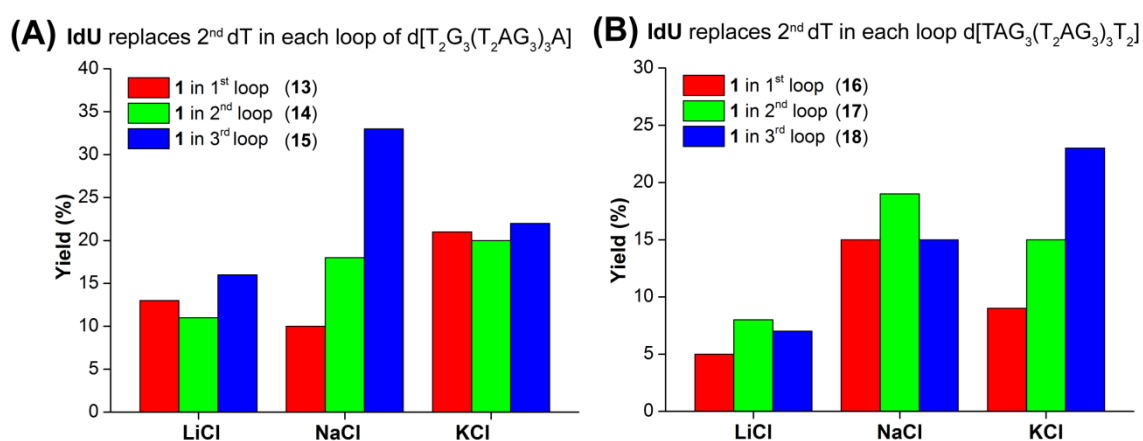 (A) IdU replaces 2nd dT in each loop of d[T2G3(T2AG3)3A]
40
35
30
25
20
15
10
5
0
Yield (%)
1 in 1st loop (13)
1 in 2nd loop (14)
1 in 3rd loop (15)
LiCl NaCl KCl
(B) IdU replaces 2nd dT in each loop d[TAG3(T2AG3)3T2]
30
25
20
15
10
5
0
Yield (%)
1 in 1st loop (16)
1 in 2nd loop (17)
1 in 3rd loop (18)
LiCl NaCl KCl